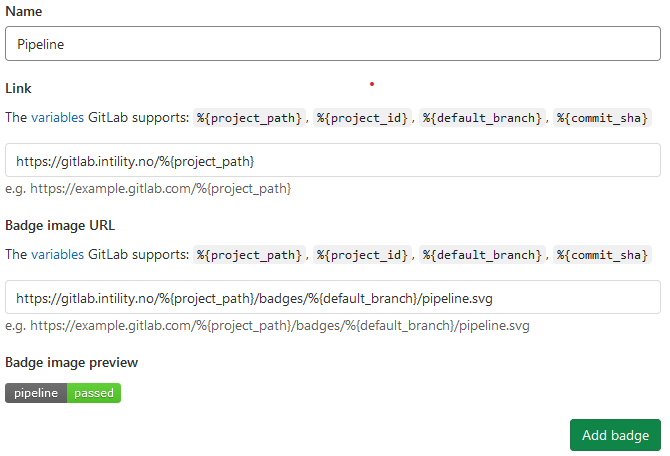 Name
Pipeline
Link
The variables GitLab supports: %{project_path}, %{project_id}, %{default_branch}, %{commit_sha}
https://gitlab.intility.no/%{project_path}
e.g. https://example.gitlab.com/%{project_path}
Badge image URL
The variables GitLab supports: %{project_path}, %{project_id}, %{default_branch}, %{commit_sha}
https://gitlab.intility.no/%{project_path}/badges/%{default_branch}/pipeline.svg
e.g. https://example.gitlab.com/%{project_path}/badges/%{default_branch}/pipeline.svg
Badge image preview
pipeline passed
Add badge